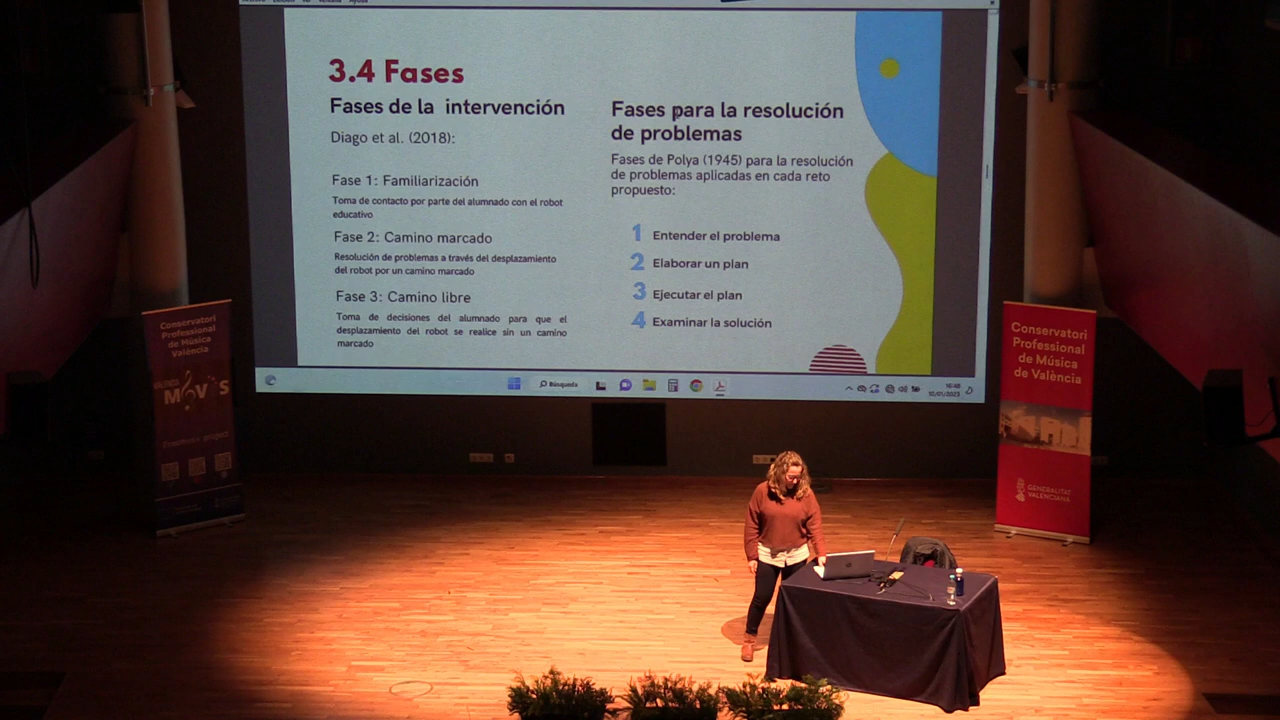 3.4 Fases
Fases de la intervención
Diago et al. (2018):
Fase 1: Familiarización
Toma de contacto por parte del alumnado con el robot
educativo
Fase 2: Camino marcado
Resolución de problemas a través del desplazamiento
del robot por un camino marcado
Fase 3: Camino libre
Toma de decisiones del alumnado para que el
desplazamiento del robot se realice sin un camino
marcado
Fases para la resolución
de problemas
Fases de Polya (1945) para la resolución
de problemas aplicadas en cada reto
propuesto:
1 Entender el problema
2 Elaborar un plan
3 Ejecutar el plan
4 Examinar la solución
Búsqueda
10/01/2023
Conservatori
Professional
de Música
València
Conservatori
Professional
de Música
de València
GENERALITAT
VALENCIANA